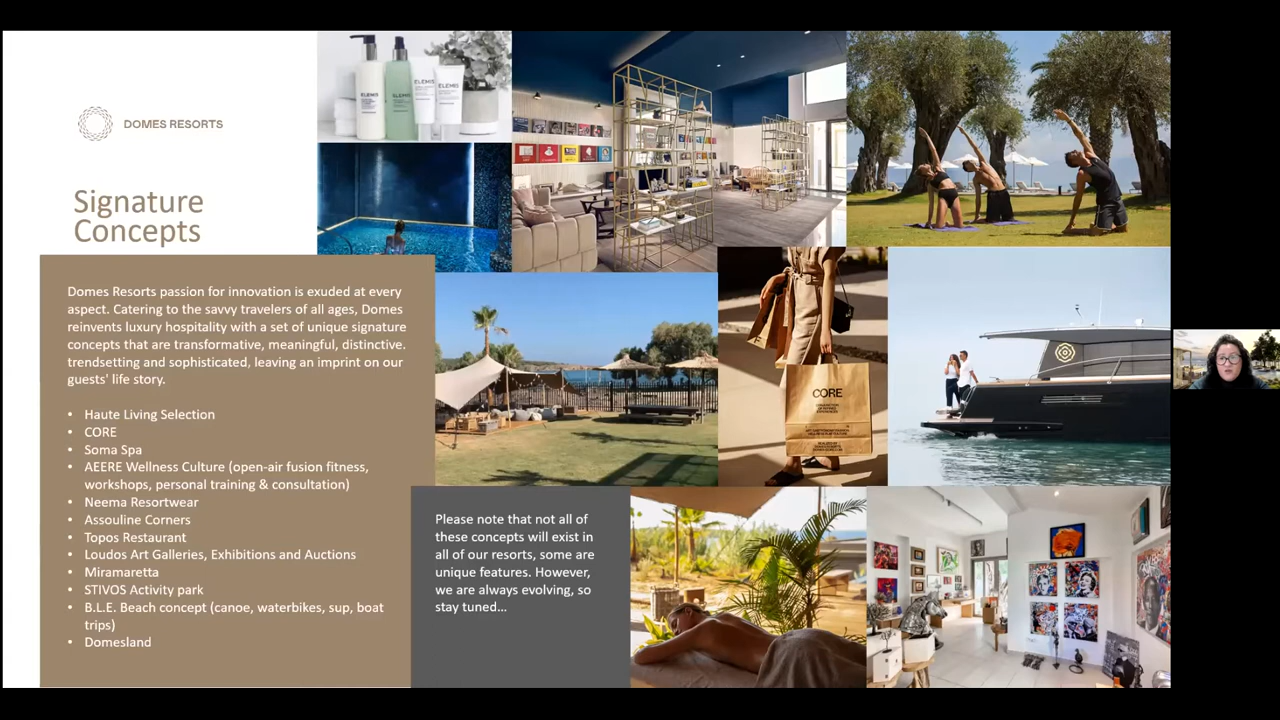 DOMES RESORTS
Signature
Concepts
Domes Resorts passion for innovation is exuded at every
aspect. Catering to the savvy travelers of all ages, Domes
reinvents luxury hospitality with a set of unique signature
concepts that are transformative, meaningful, distinctive.
trendsetting and sophisticated, leaving an imprint on our
guests' life story.
• Haute Living Selection
• CORE
• Soma Spa
• AEERE Wellness Culture (open-air fusion fitness,
workshops, personal training & consultation)
• Neema Resortwear
• Assouline Corners
• Topos Restaurant
• Loudos Art Galleries, Exhibitions and Auctions
• Miramaretta
• STIVOS Activity park
• B.L.E. Beach concept (canoe, waterbikes, sup, boat
trips)
• Domesland
Please note that not all of
these concepts will exist in
all of our resorts, some are
unique features. However,
we are always evolving, so
stay tuned...
ELEMIS
ELEMIS
ELEMIS
ELEMIS
CORE